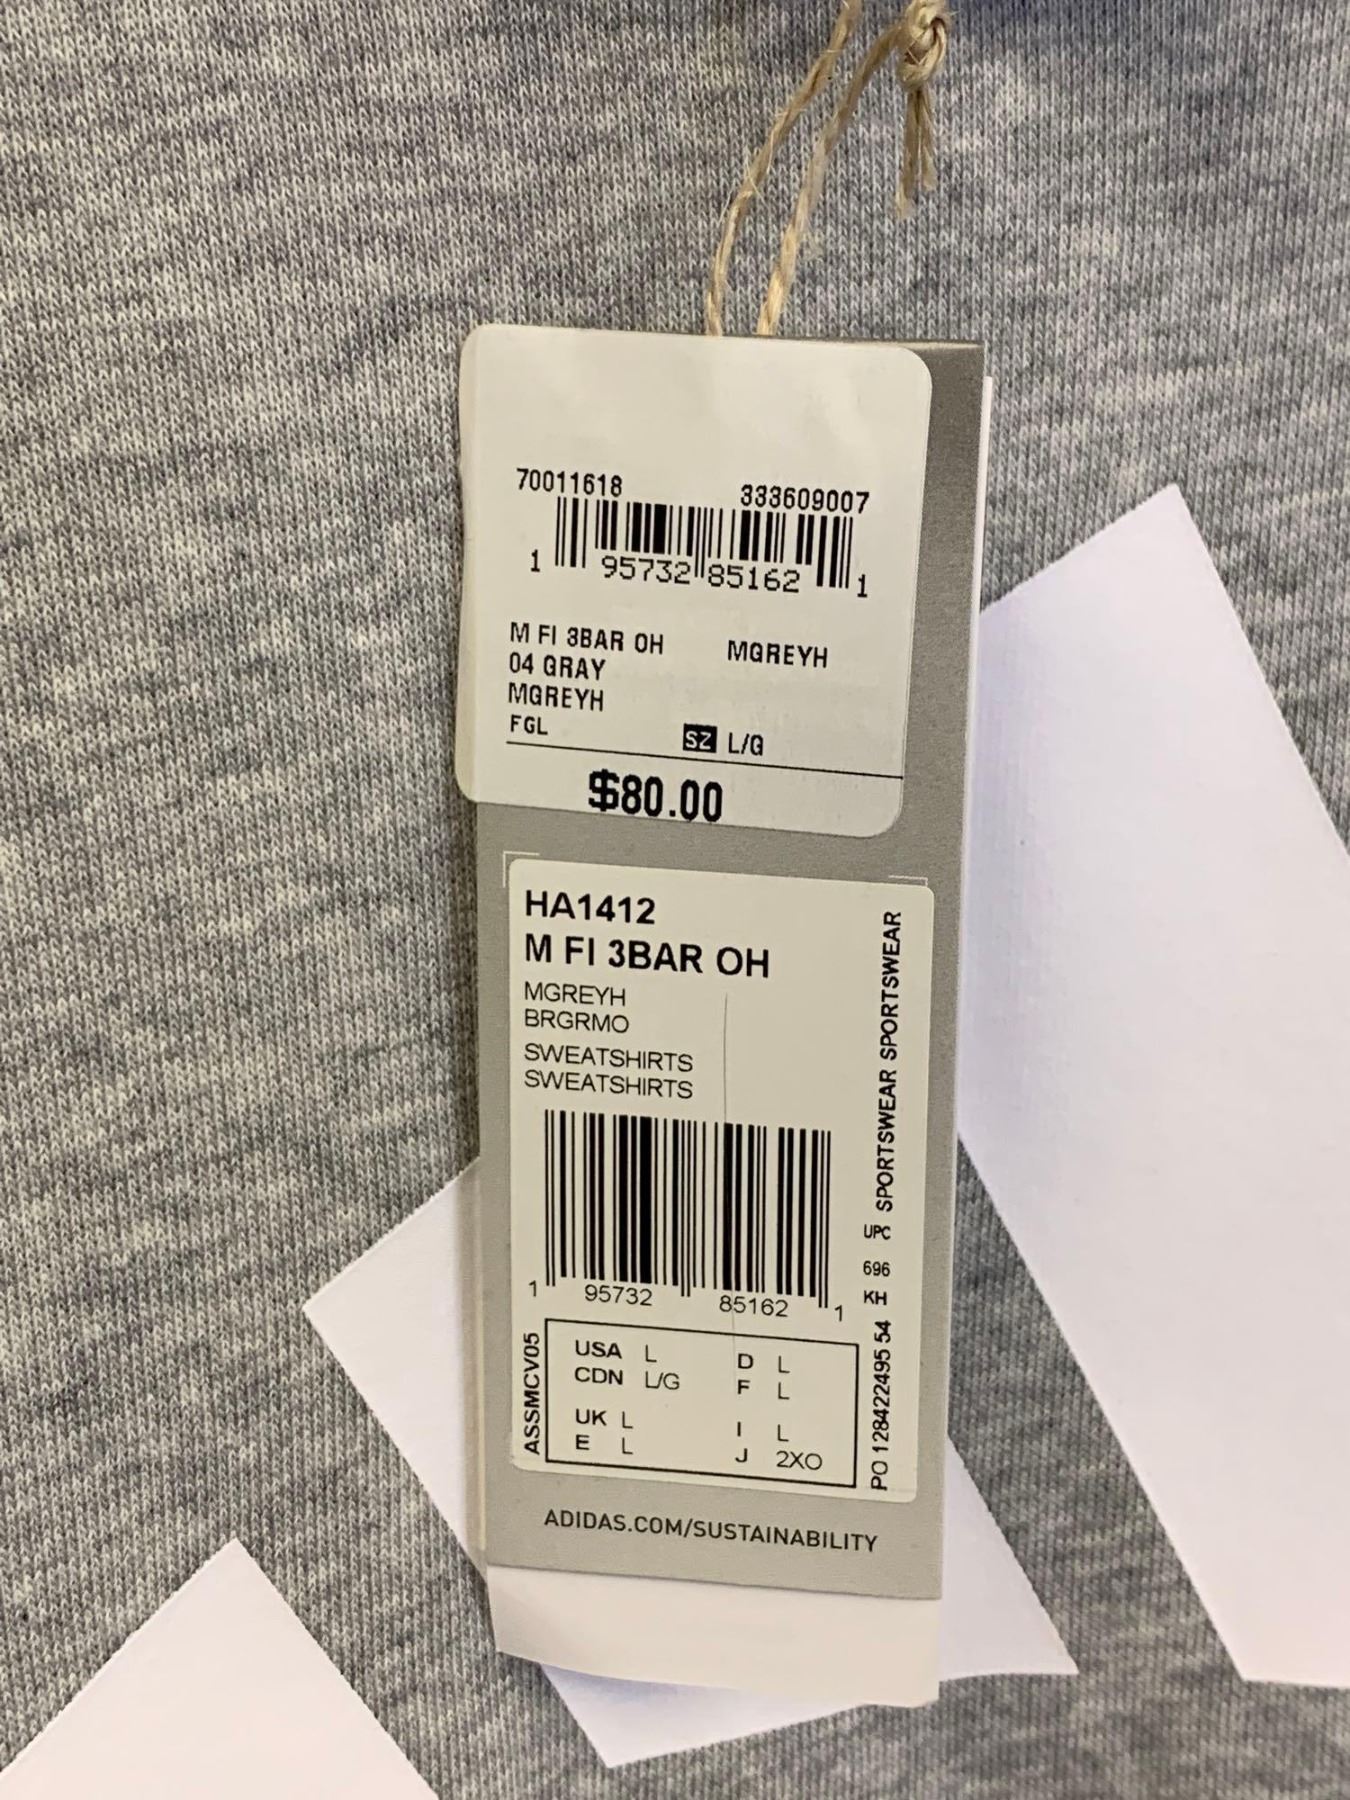 70011618 333609007
1 95732 85162 1
M FI 3BAR OH MGREYH
04 GRAY
MGREYH
FGL SZ L/G
$80.00
HA1412
M FI 3BAR OH
MGREYH
BRGRMO
SWEATSHIRTS
SWEATSHIRTS
1 95732 85162 1
SPORTSWEAR SPORTSWEAR
UPC
696
KH
PO 128422495 54
ASSMCV05
USA L D L
CDN L/G F L
UK L I L
E L J 2XO
ADIDAS.COM/SUSTAINABILITY